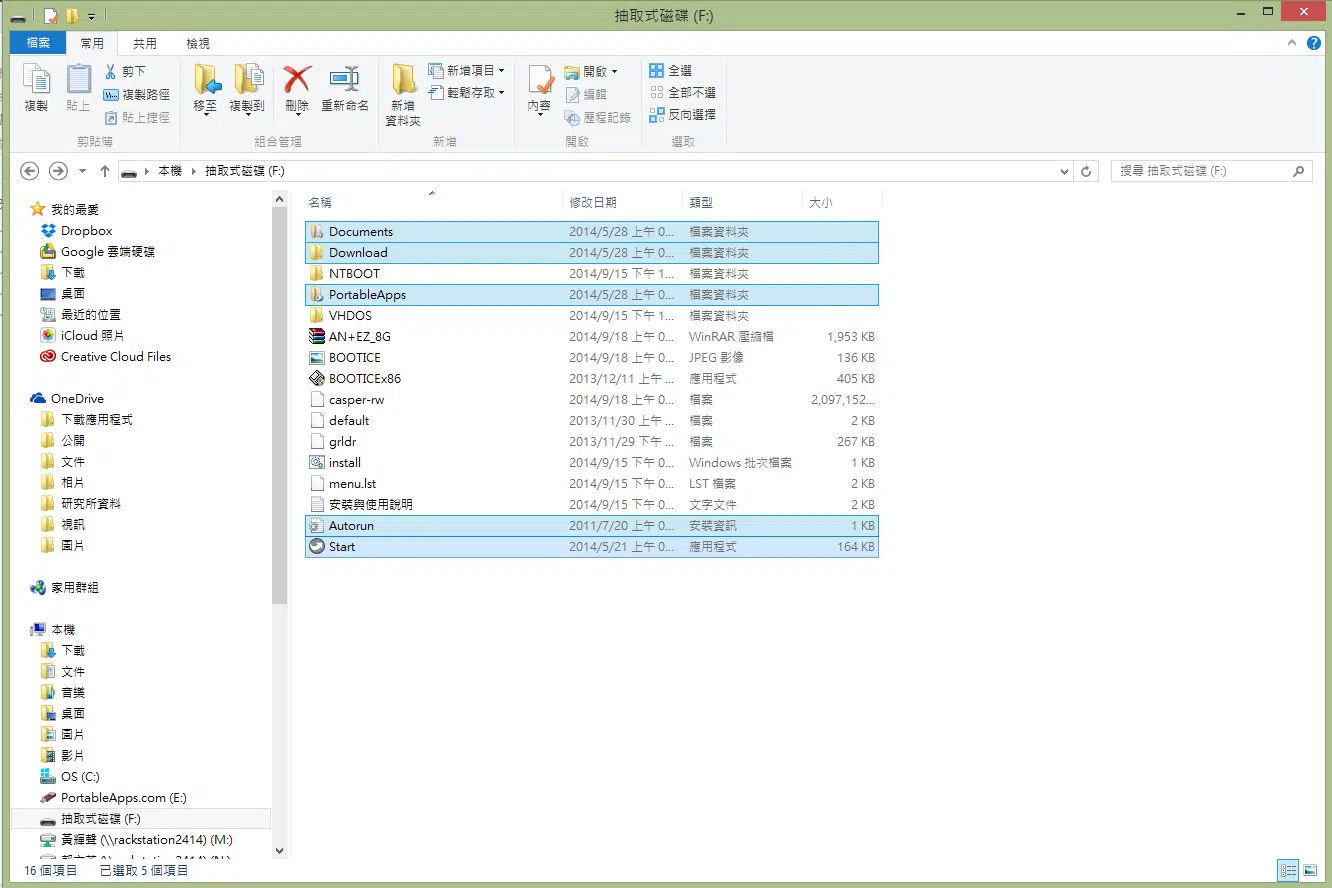 抽取式磁碟 (F:)
檔案 常用 共用 檢視
複製
貼上
剪下
複製路徑
貼上捷徑
剪貼簿
移至
複製到
刪除
重新命名
組合管理
新增
資料夾
新增項目
輕鬆存取
新增
內容
開啟
編輯
歷程記錄
開啟
全選
全部不選
反向選擇
選取
本機 抽取式磁碟 (F:)
搜尋 抽取式磁碟 (F:)
我的最愛
Dropbox
Google 雲端硬碟
下載
桌面
最近的位置
iCloud 照片
Creative Cloud Files
OneDrive
下載應用程式
公開
文件
相片
研究所資料
視訊
圖片
家用群組
本機
下載
文件
音樂
桌面
圖片
影片
OS (C:)
PortableApps.com (E:)
抽取式磁碟 (F:)
黃輝聲 (\\rackstation2414) (M:)
名稱 修改日期 類型 大小
Documents 2014/5/28 上午 0... 檔案資料夾
Download 2014/5/28 上午 0... 檔案資料夾
NTBOOT 2014/9/15 下午 1... 檔案資料夾
PortableApps 2014/5/28 上午 0... 檔案資料夾
VHDOS 2014/9/15 下午 1... 檔案資料夾
AN+EZ_8G 2014/9/18 上午 0... WinRAR 壓縮檔 1,953 KB
BOOTICE 2014/9/18 上午 0... JPEG 影像 136 KB
BOOTICEx86 2013/12/11 上午 ... 應用程式 405 KB
casper-rw 2014/9/18 上午 0... 檔案 2,097,152...
default 2013/11/30 上午 ... 檔案 2 KB
grldr 2013/11/29 下午 ... 檔案 267 KB
install 2014/9/15 下午 0... Windows 批次檔案 1 KB
menu.lst 2014/9/15 下午 0... LST 檔案 2 KB
安裝與使用說明 2014/9/15 下午 0... 文字文件 2 KB
Autorun 2011/7/20 上午 0... 安裝資訊 1 KB
Start 2014/5/21 上午 0... 應用程式 164 KB
16 個項目 已選取 5 個項目